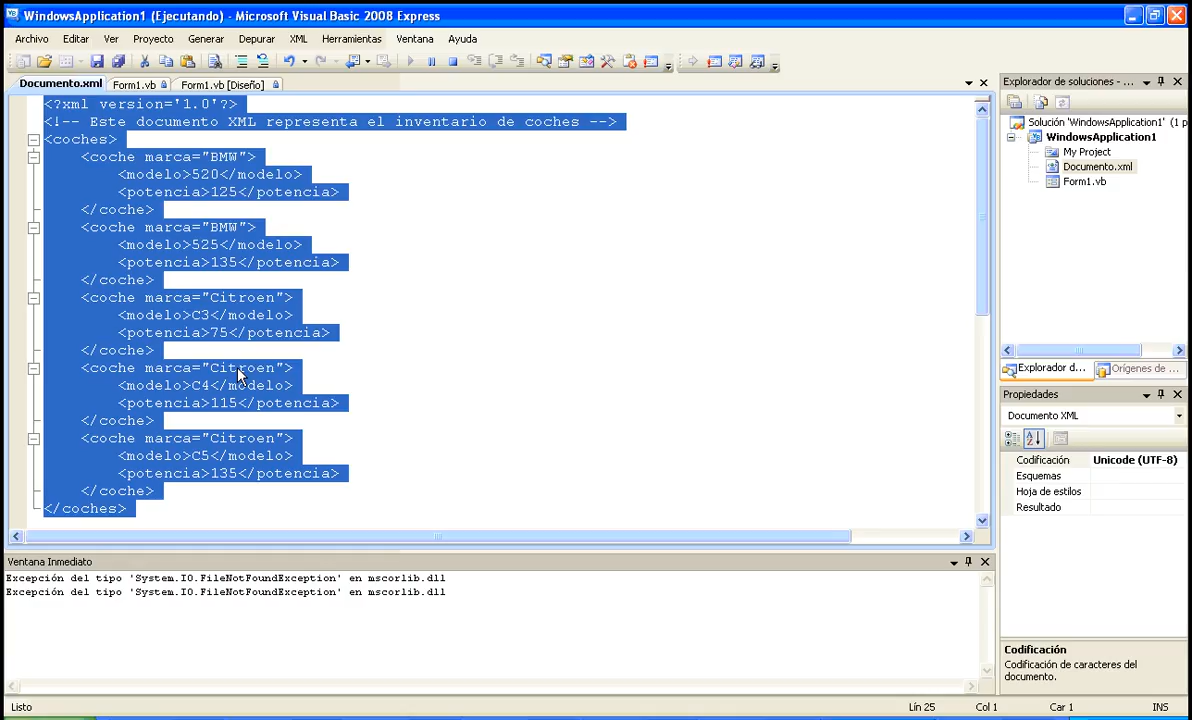 WindowsApplication1 (Ejecutando) - Microsoft Visual Basic 2008 Express
Archivo Editar Ver Proyecto Generar Depurar XML Herramientas Ventana Ayuda
Documento.xml Form1.vb Form1.vb [Diseño]
<?xml version='1.0'?>
<!-- Este documento XML representa el inventario de coches -->
<coches>
<coche marca="BMW">
<modelo>520</modelo>
<potencia>125</potencia>
</coche>
<coche marca="BMW">
<modelo>525</modelo>
<potencia>135</potencia>
</coche>
<coche marca="Citroen">
<modelo>C3</modelo>
<potencia>75</potencia>
</coche>
<coche marca="Citroen">
<modelo>C4</modelo>
<potencia>115</potencia>
</coche>
<coche marca="Citroen">
<modelo>C5</modelo>
<potencia>135</potencia>
</coche>
</coches>
Explorador de soluciones - ...
Solución 'WindowsApplication1' (1 p
WindowsApplication1
My Project
Documento.xml
Form1.vb
Explorador d... Orígenes de ...
Propiedades
Documento XML
Codificación Unicode (UTF-8)
Esquemas
Hoja de estilos
Resultado
Codificación
Codificación de caracteres del
documento.
Ventana Inmediato
Excepción del tipo 'System.IO.FileNotFoundException' en mscorlib.dll
Excepción del tipo 'System.IO.FileNotFoundException' en mscorlib.dll
Listo Lín 25 Col 1 Car 1 INS